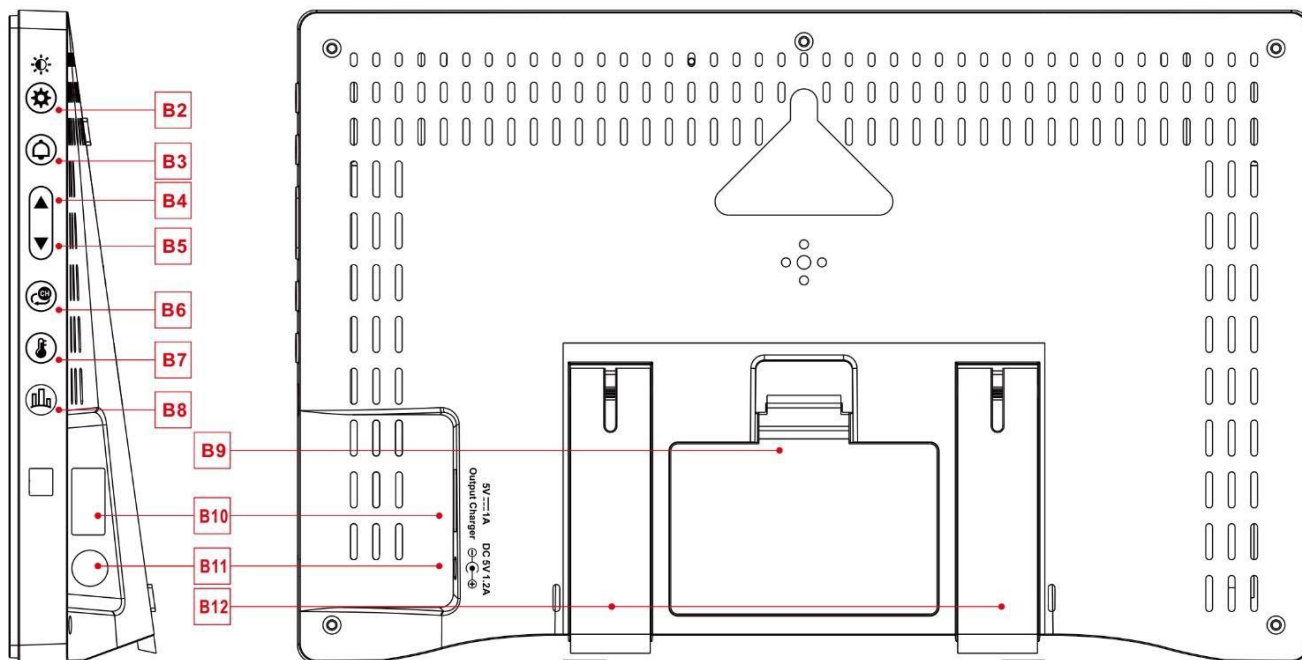 B2
B3
B4
B5
B6
CH
B7
B8
B9
B10
B11
B12
5V⎓1A
Output Charger
DC 5V 1.2A